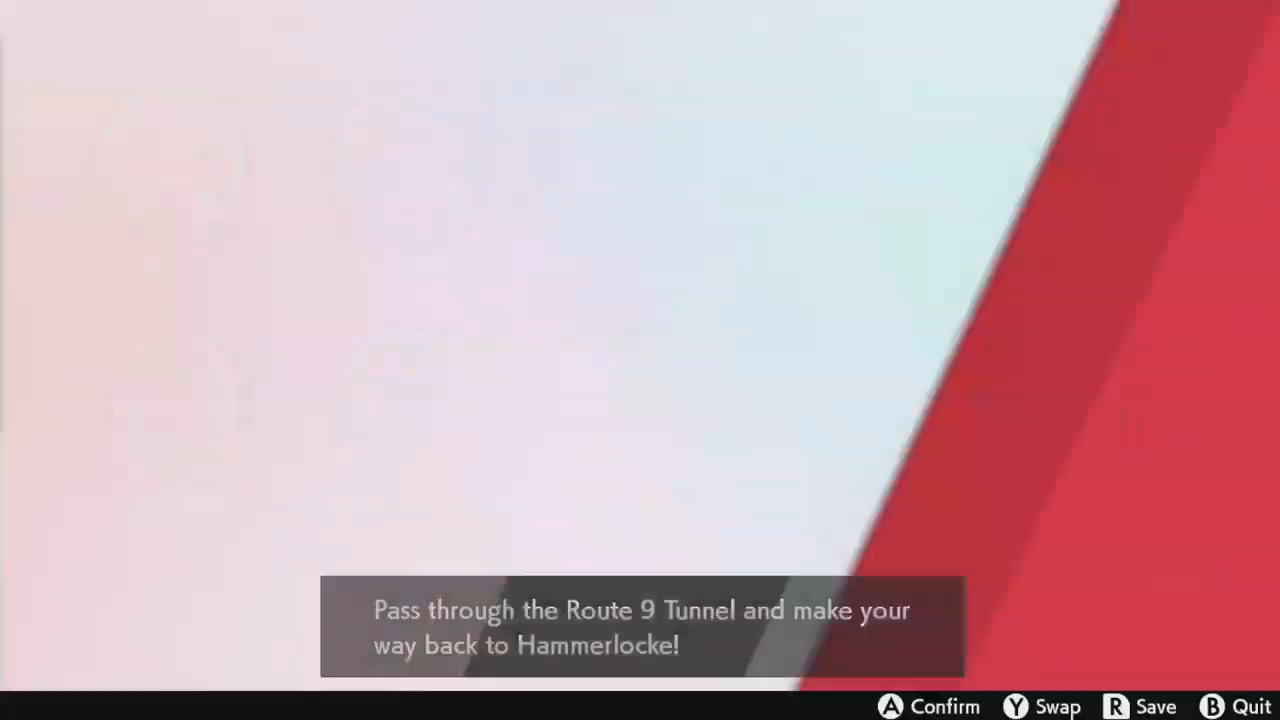 Pass through the Route 9 Tunnel and make your
way back to Hammerlocke!
A Confirm Y Swap R Save B Quit